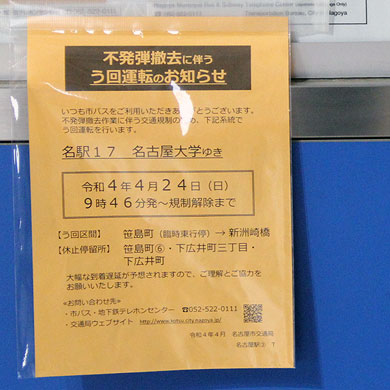 不発弾撤去に伴う
う回運転のお知らせ
いつも市バスをご利用いただきありがとうございます。
不発弾撤去作業に伴う交通規制のため、下記系統で
う回運転を行います。
名駅17 名古屋大学ゆき
令和4年4月24日(日)
9時46分発~規制解除まで
【う回区間】 笹島町(臨時東行停)→新洲崎橋
【休止停留所】 笹島町⑥・下広井町三丁目・
下広井町
大幅な到着遅延が予想されますので、ご理解とご協力を
お願いいたします。
<お問い合わせ先>
・市バス・地下鉄テレホンセンター ☎052-522-0111
・交通局ウェブサイト http://www.kotsu.city.nagoya.jp/
令和4年4月 名古屋市交通局